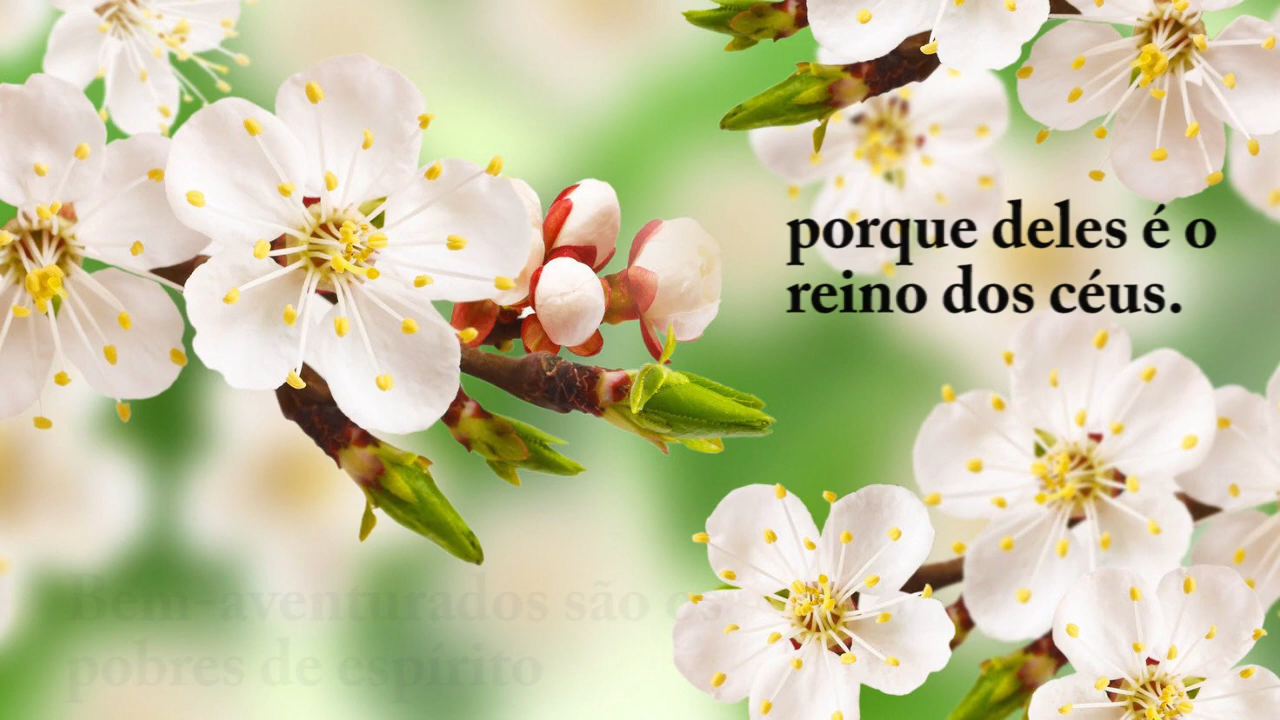 porque deles é o
reino dos céus.
Bem-aventurados são os
pobres de espírito